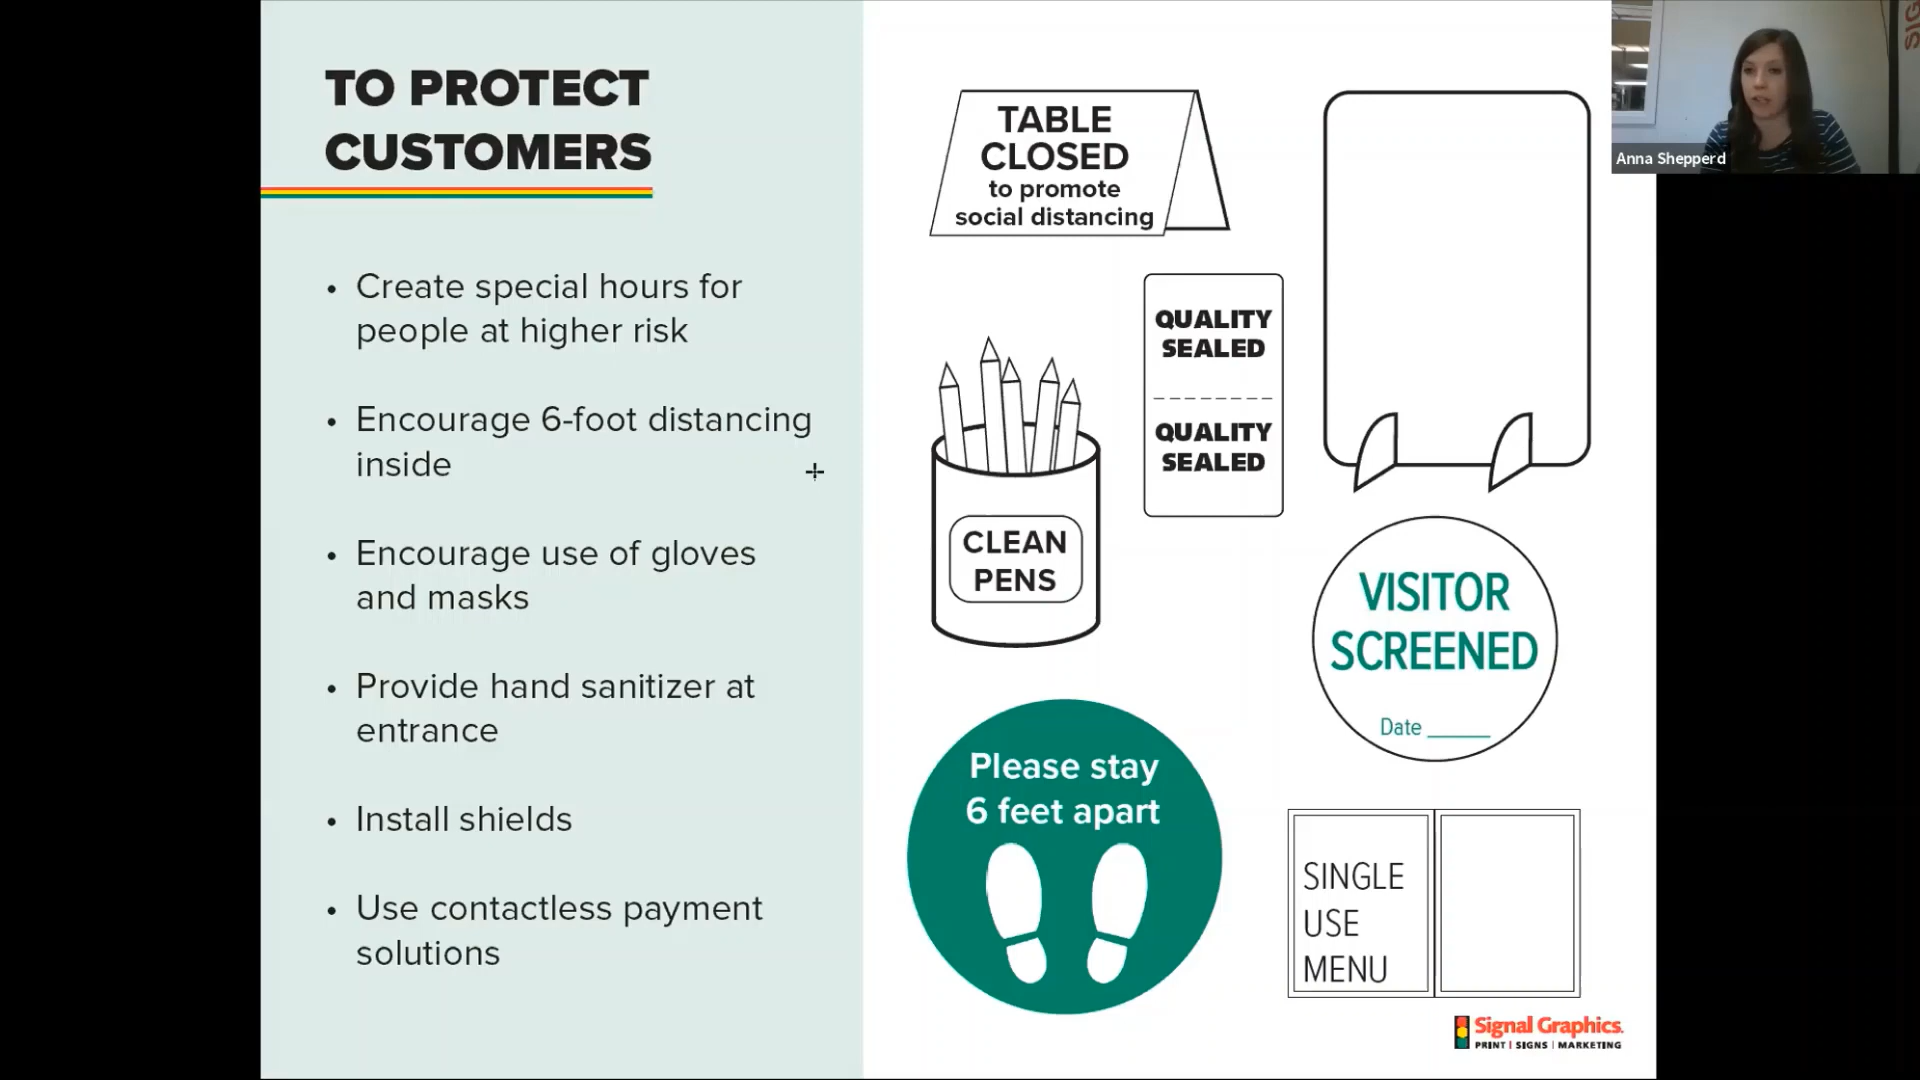 TO PROTECT
CUSTOMERS
• Create special hours for
people at higher risk
• Encourage 6-foot distancing
inside
• Encourage use of gloves
and masks
• Provide hand sanitizer at
entrance
• Install shields
• Use contactless payment
solutions
TABLE
CLOSED
to promote
social distancing
QUALITY
SEALED
QUALITY
SEALED
CLEAN
PENS
VISITOR
SCREENED
Date ______
Please stay
6 feet apart
SINGLE
USE
MENU
Signal Graphics.
PRINT | SIGNS | MARKETING
Anna Shepperd
SIG